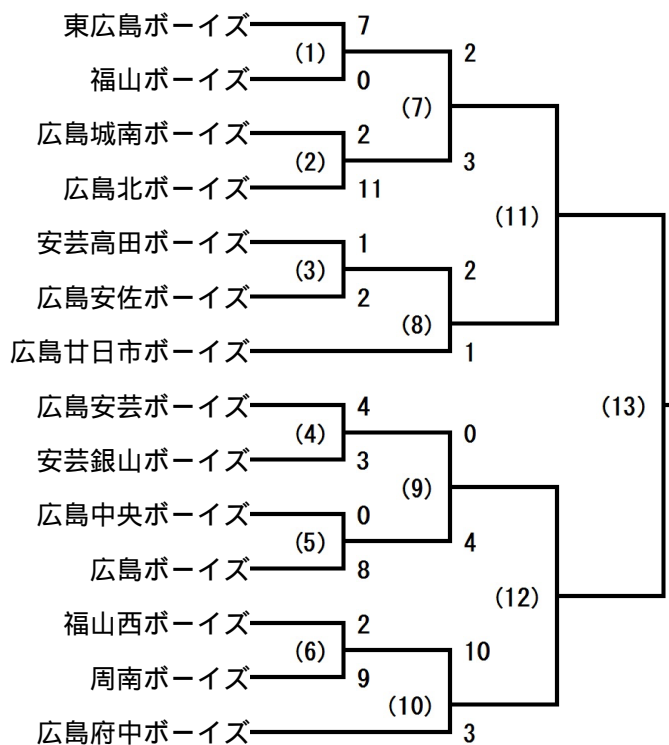 東広島ボーイズ 7
(1) 2
福山ボーイズ 0
(7)
広島城南ボーイズ 2
(2) 3
広島北ボーイズ 11
(11)
安芸高田ボーイズ 1
(3) 2
広島安佐ボーイズ 2
(8)
広島廿日市ボーイズ 1
(13)
広島安芸ボーイズ 4
(4) 0
安芸銀山ボーイズ 3
(9)
広島中央ボーイズ 0
(5) 4
広島ボーイズ 8
(12)
福山西ボーイズ 2
(6) 10
周南ボーイズ 9
(10)
広島府中ボーイズ 3